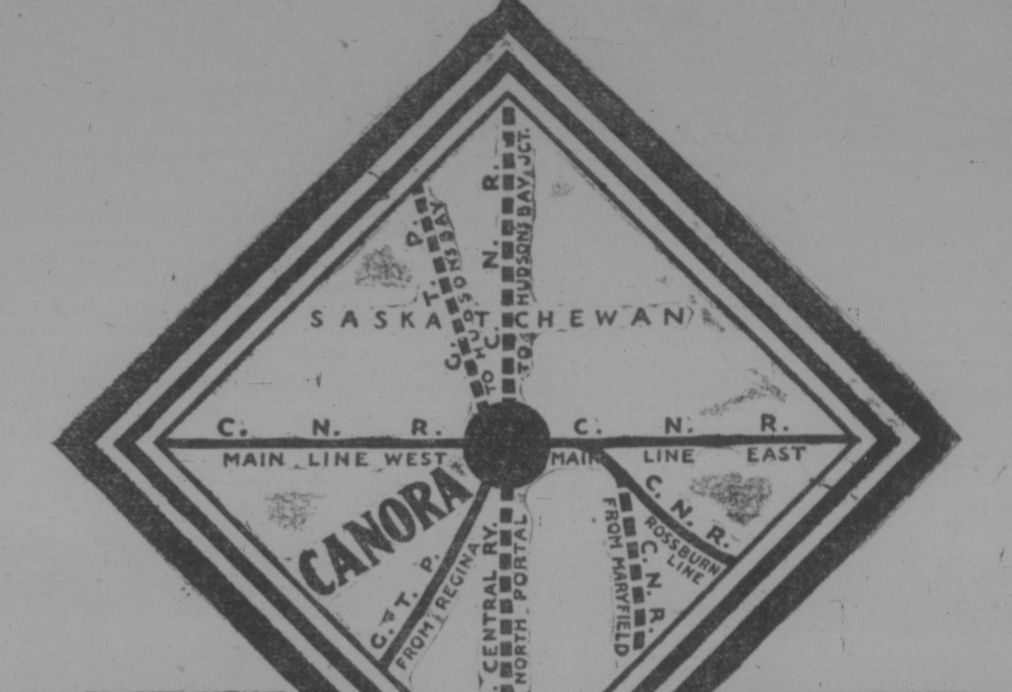 C. N. R.
TO HUDSONS BAY JCT.
G. T. P.
TO HUDSONS BAY
SASKATCHEWAN
C. N. R.
MAIN LINE WEST
C. N. R.
MAIN LINE EAST
CANORA
G. T. P.
FROM REGINA
CENTRAL RY.
NORTH PORTAL
C. N. R.
FROM MARYFIELD
C. N. R.
ROSSBURN
LINE